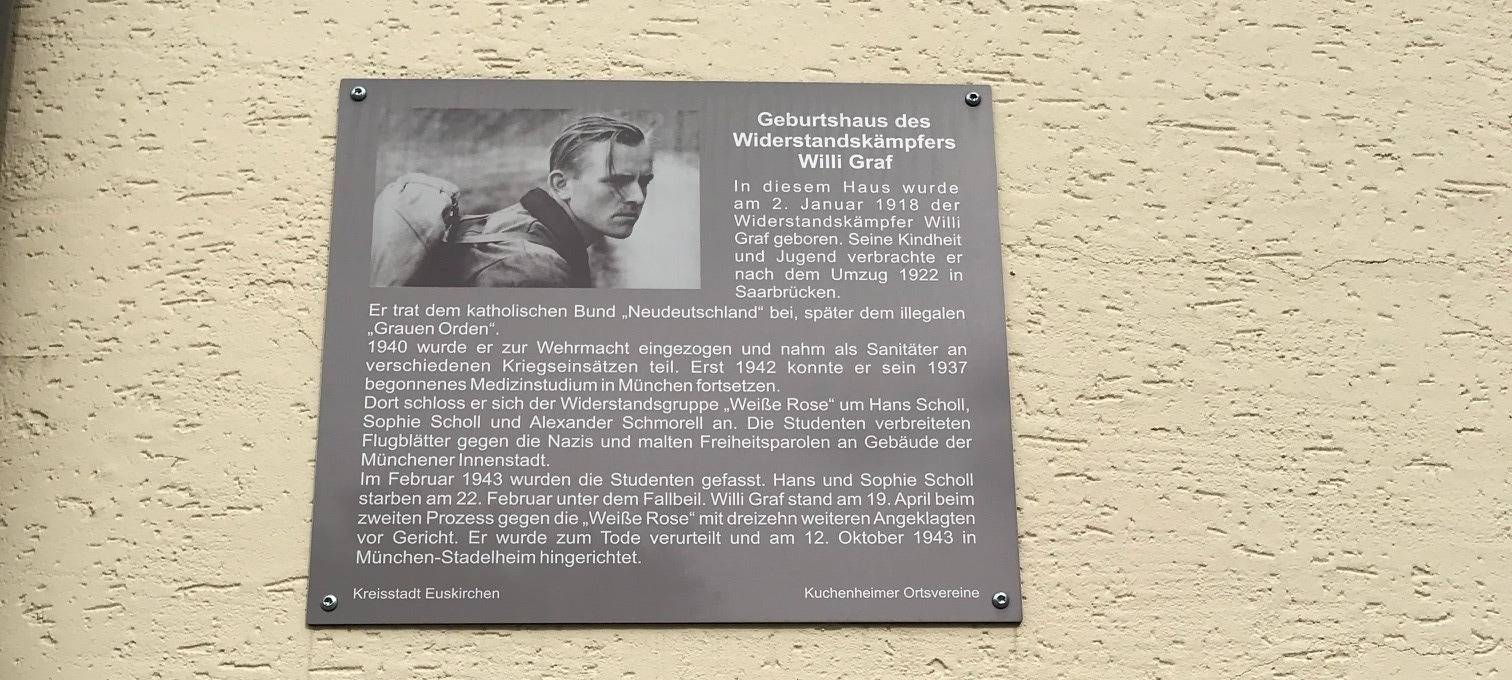 Geburtshaus des
Widerstandskämpfers
Willi Graf
In diesem Haus wurde
am 2. Januar 1918 der
Widerstandskämpfer Willi
Graf geboren. Seine Kindheit
und Jugend verbrachte er
nach dem Umzug 1922 in
Saarbrücken.
Er trat dem katholischen Bund „Neudeutschland“ bei, später dem illegalen
„Grauen Orden“.
1940 wurde er zur Wehrmacht eingezogen und nahm als Sanitäter an
verschiedenen Kriegseinsätzen teil. Erst 1942 konnte er sein 1937
begonnenes Medizinstudium in München fortsetzen.
Dort schloss er sich der Widerstandsgruppe „Weiße Rose“ um Hans Scholl,
Sophie Scholl und Alexander Schmorell an. Die Studenten verbreiteten
Flugblätter gegen die Nazis und malten Freiheitsparolen an Gebäude der
Münchener Innenstadt.
Im Februar 1943 wurden die Studenten gefasst. Hans und Sophie Scholl
starben am 22. Februar unter dem Fallbeil. Willi Graf stand am 19. April beim
zweiten Prozess gegen die „Weiße Rose“ mit dreizehn weiteren Angeklagten
vor Gericht. Er wurde zum Tode verurteilt und am 12. Oktober 1943 in
München-Stadelheim hingerichtet.
Kreisstadt Euskirchen
Kuchenheimer Ortsvereine